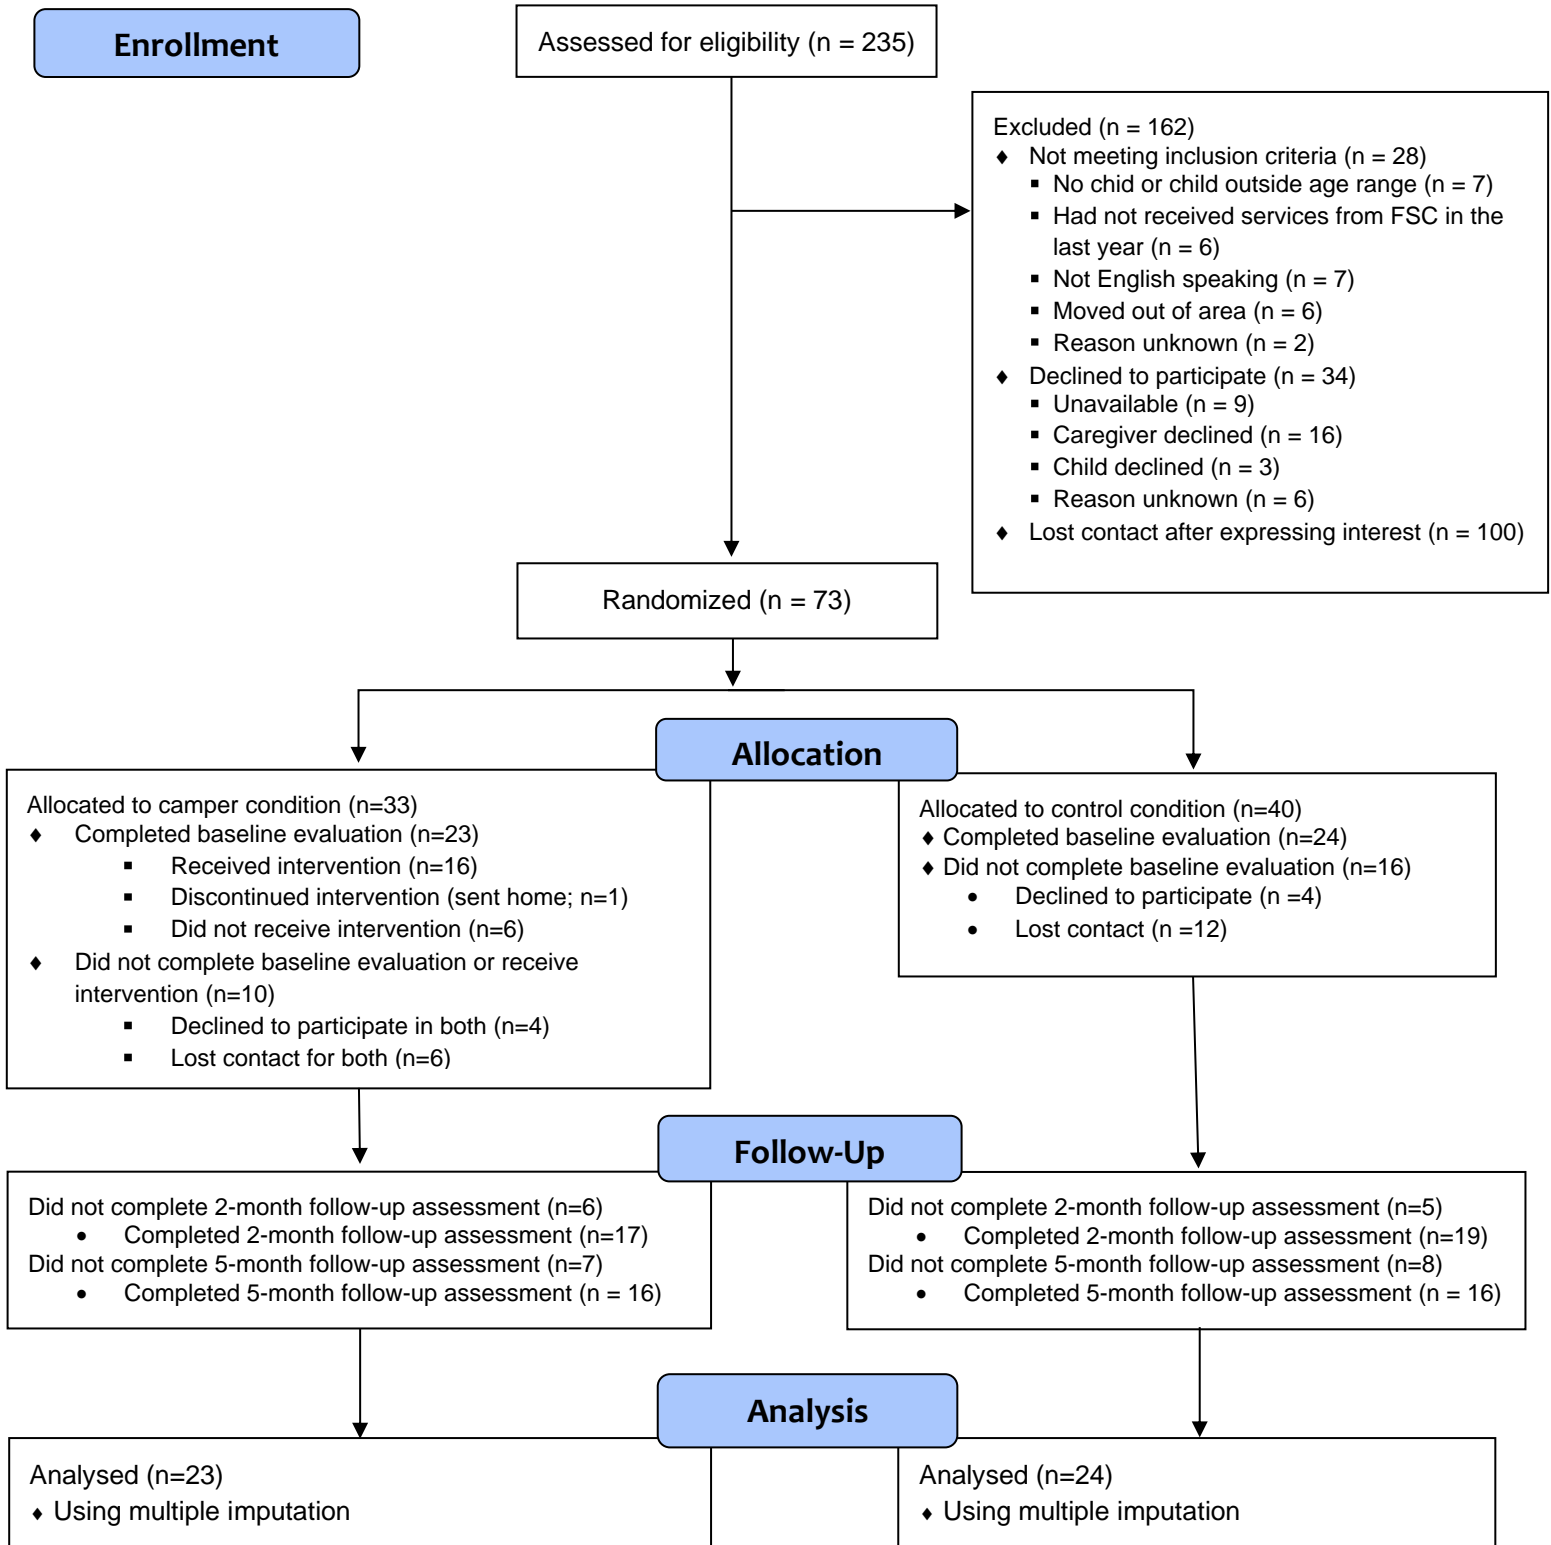 Enrollment
Assessed for eligibility (n = 235)
Excluded (n = 162)
♦ Not meeting inclusion criteria (n = 28)
▪ No chid or child outside age range (n = 7)
▪ Had not received services from FSC in the
last year (n = 6)
▪ Not English speaking (n = 7)
▪ Moved out of area (n = 6)
▪ Reason unknown (n = 2)
♦ Declined to participate (n = 34)
▪ Unavailable (n = 9)
▪ Caregiver declined (n = 16)
▪ Child declined (n = 3)
▪ Reason unknown (n = 6)
♦ Lost contact after expressing interest (n = 100)
Randomized (n = 73)
Allocation
Allocated to camper condition (n=33)
♦ Completed baseline evaluation (n=23)
▪ Received intervention (n=16)
▪ Discontinued intervention (sent home; n=1)
▪ Did not receive intervention (n=6)
♦ Did not complete baseline evaluation or receive
intervention (n=10)
▪ Declined to participate in both (n=4)
▪ Lost contact for both (n=6)
Allocated to control condition (n=40)
♦ Completed baseline evaluation (n=24)
♦ Did not complete baseline evaluation (n=16)
• Declined to participate (n =4)
• Lost contact (n =12)
Follow-Up
Did not complete 2-month follow-up assessment (n=6)
• Completed 2-month follow-up assessment (n=17)
Did not complete 5-month follow-up assessment (n=7)
• Completed 5-month follow-up assessment (n = 16)
Did not complete 2-month follow-up assessment (n=5)
• Completed 2-month follow-up assessment (n=19)
Did not complete 5-month follow-up assessment (n=8)
• Completed 5-month follow-up assessment (n = 16)
Analysis
Analysed (n=23)
♦ Using multiple imputation
Analysed (n=24)
♦ Using multiple imputation